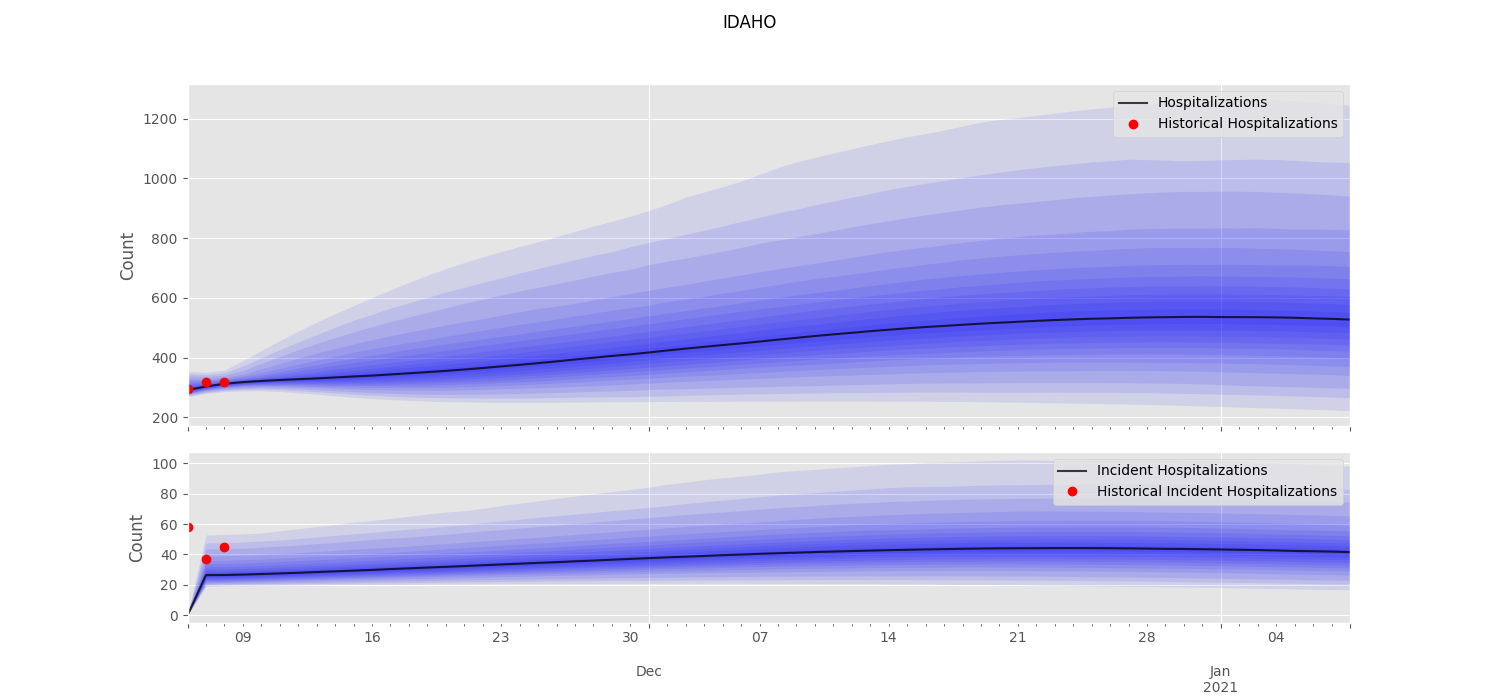 IDAHO
Hospitalizations
Historical Hospitalizations
1200
1000
800
600
400
200
Count
Incident Hospitalizations
Historical Incident Hospitalizations
100
80
60
40
20
0
Count
09 16 23 30 07 14 21 28 04
Dec Jan
2021